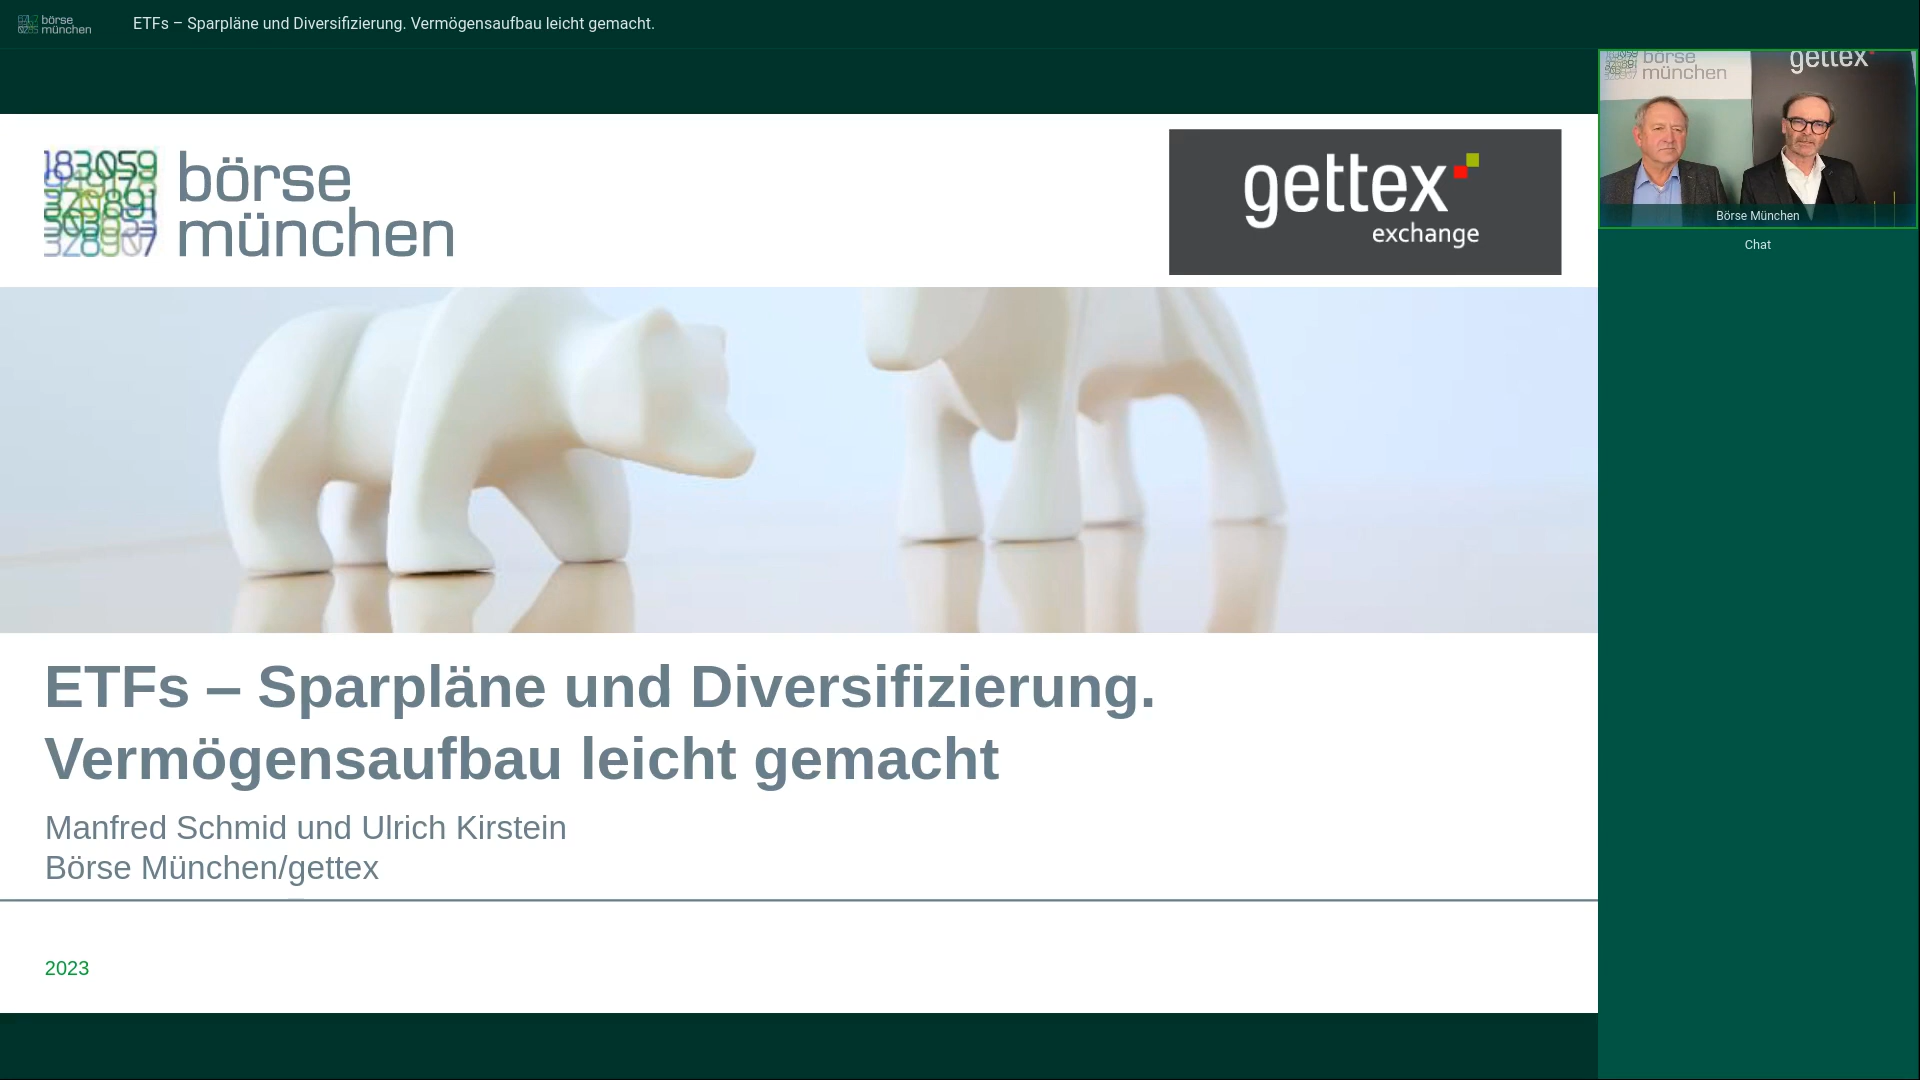 börse
münchen
ETFs – Sparpläne und Diversifizierung. Vermögensaufbau leicht gemacht.
börse
münchen
gettex
Börse München
Chat
183059
börse
münchen
gettex
exchange
ETFs – Sparpläne und Diversifizierung.
Vermögensaufbau leicht gemacht
Manfred Schmid und Ulrich Kirstein
Börse München/gettex
2023